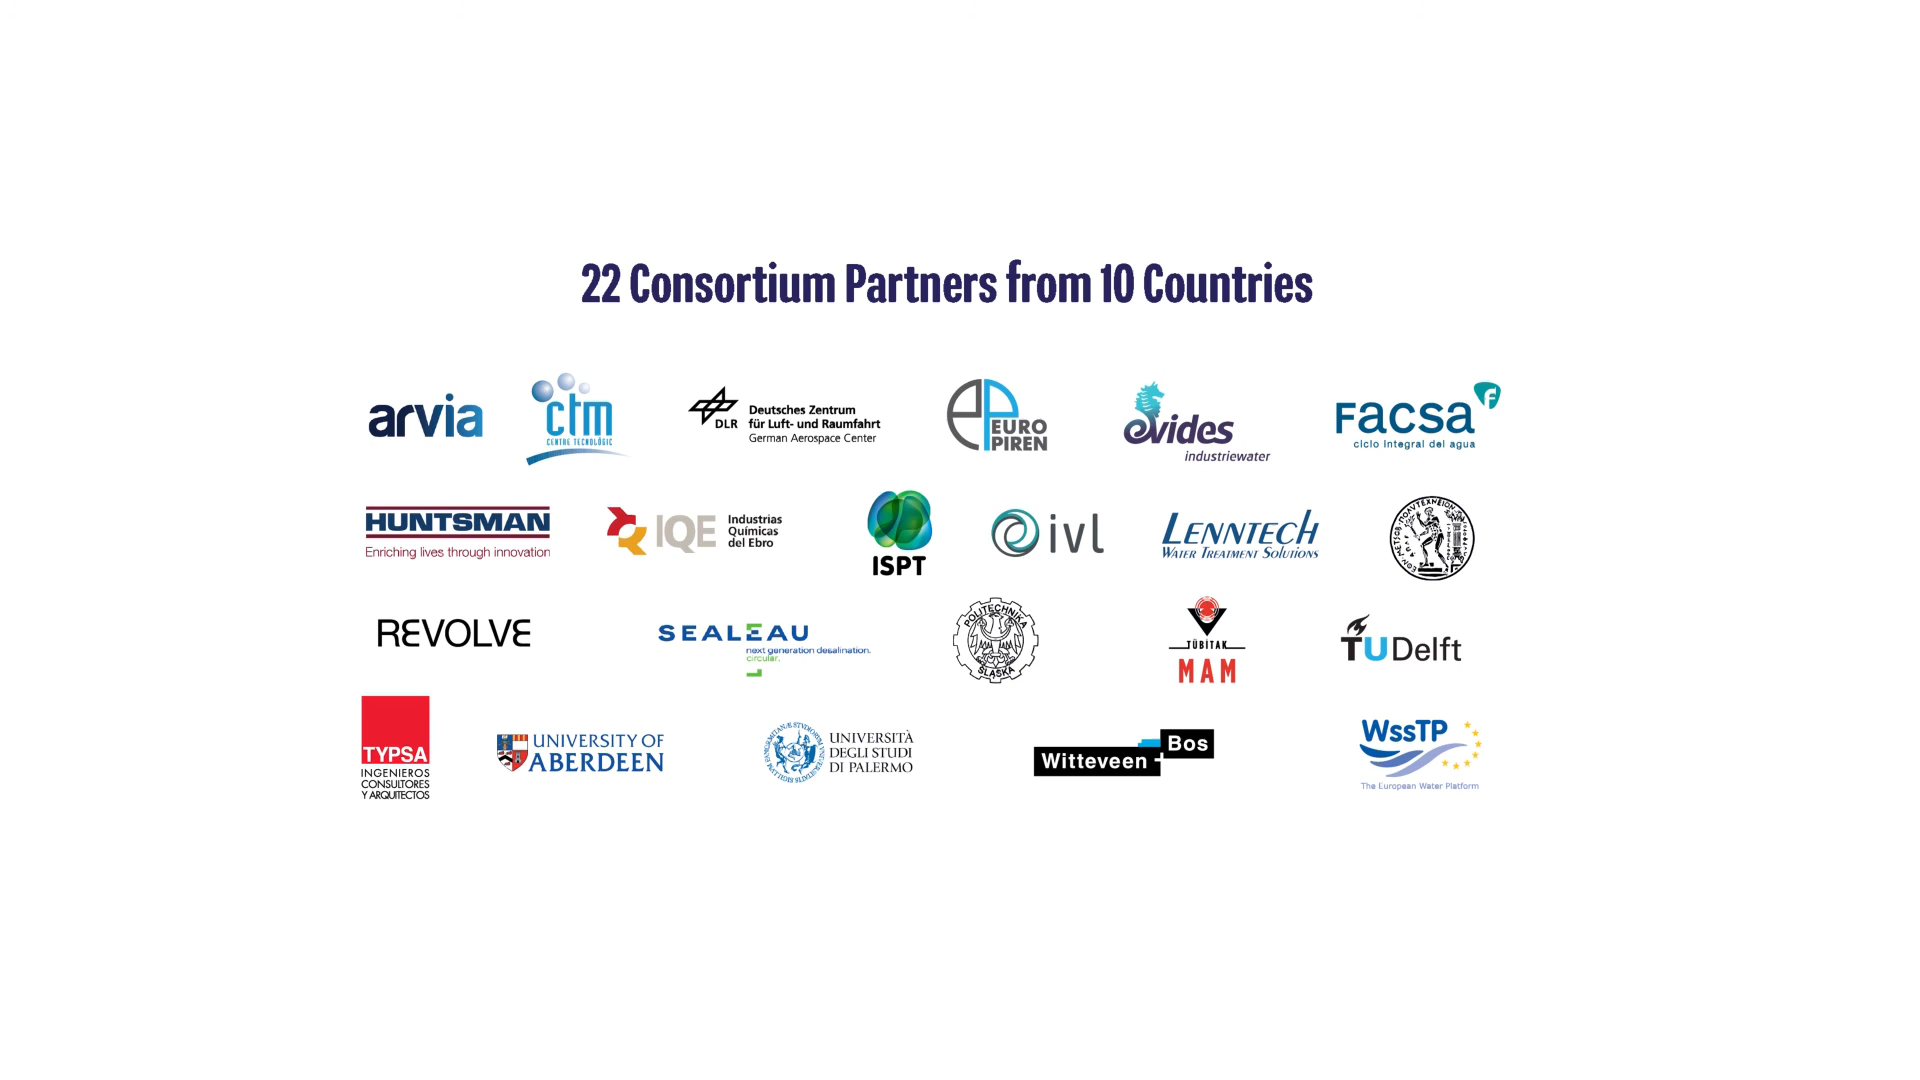 22 Consortium Partners from 10 Countries
arvia
ctm
CENTRE TECNOLÒGIC
DLR
Deutsches Zentrum
für Luft- und Raumfahrt
German Aerospace Center
EURO
PIREN
evides
industriewater
FACSA
ciclo integral del agua
HUNTSMAN
Enriching lives through innovation
IQE
Industrias
Químicas
del Ebro
ISPT
ivl
LENNTECH
WATER TREATMENT SOLUTIONS
REVOLVE
SEALEAU
next generation desalination.
circular.
POLITECHNIKA
ŚLĄSKA
TÜBİTAK
MAM
TUDelft
TYPSA
INGENIEROS
CONSULTORES
Y ARQUITECTOS
UNIVERSITY OF
ABERDEEN
UNIVERSITÀ
DEGLI STUDI
DI PALERMO
Witteveen +
Bos
WssTP
The European Water Platform